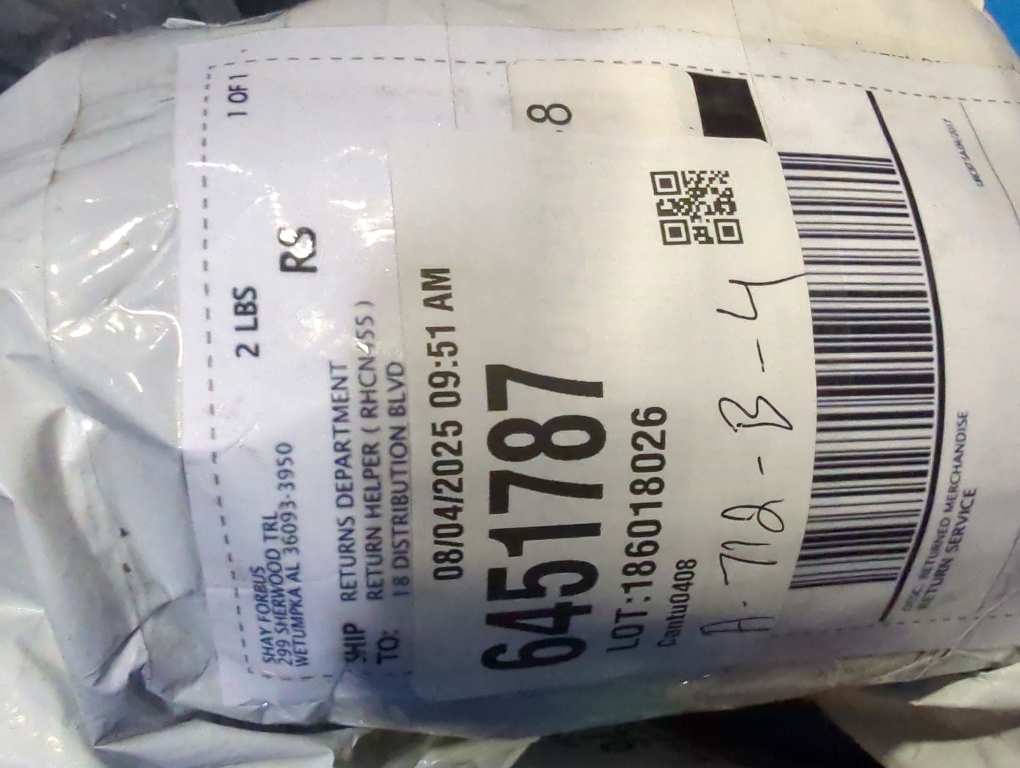 SHAY FORBUS
299 SHERWOOD TRL
WETUMPKA AL 36093-3950
2 LBS
1 OF 1
RS
SHIP TO:
RETURNS DEPARTMENT
RETURN HELPER ( RHCN455 )
18 DISTRIBUTION BLVD
08/04/2025 09:51 AM
6451787
8
LOT:186018026
Cantu0408
A-712-B-4
DISC: RETURNED MERCHANDISE
RETURN SERVICE